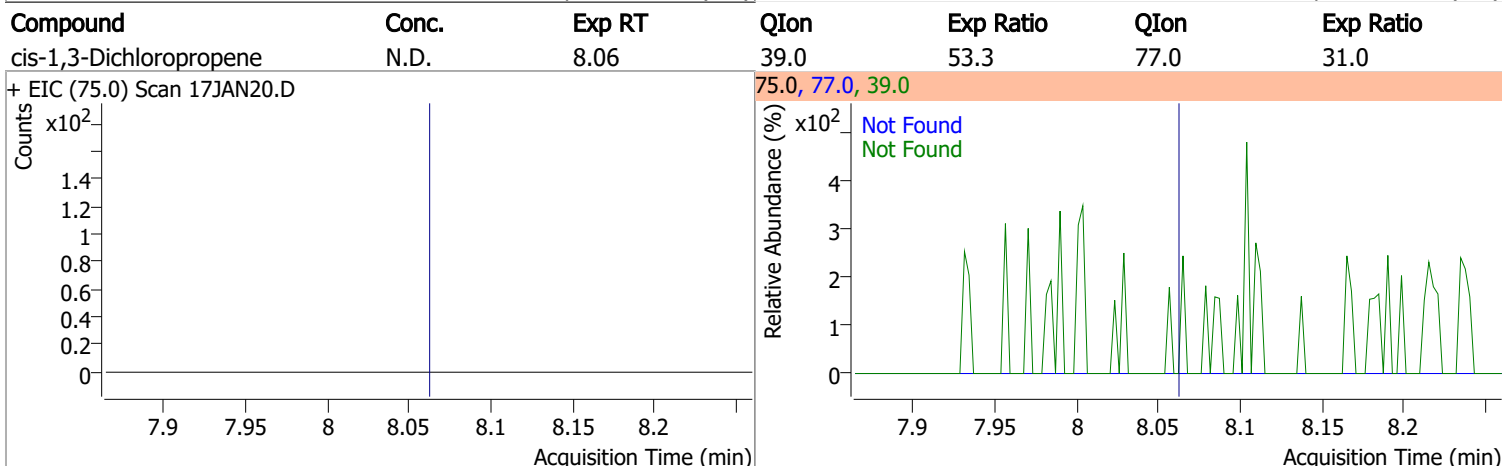 Compound Conc. Exp RT QIon Exp Ratio QIon Exp Ratio
cis-1,3-Dichloropropene N.D. 8.06 39.0 53.3 77.0 31.0
+ EIC (75.0) Scan 17JAN20.D
Counts
x10²
1.4
1.2
1
0.8
0.6
0.4
0.2
0
7.9 7.95 8 8.05 8.1 8.15 8.2
Acquisition Time (min)
75.0, 77.0, 39.0
Relative Abundance (%)
x10²
Not Found
Not Found
4
3
2
1
0
7.9 7.95 8 8.05 8.1 8.15 8.2
Acquisition Time (min)